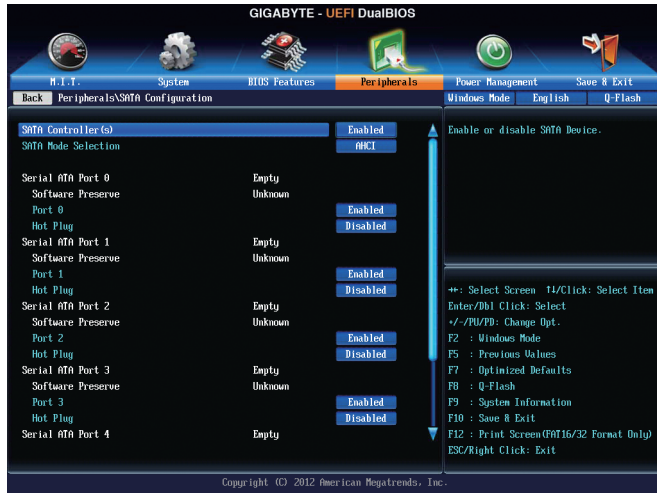 GIGABYTE - UEFI DualBIOS
M.I.T. System BIOS Features Peripherals Power Management Save & Exit
Back Peripherals\SATA Configuration Windows Mode English Q-Flash
SATA Controller(s) Enabled
SATA Mode Selection AHCI
Serial ATA Port 0 Empty
Software Preserve Unknown
Port 0 Enabled
Hot Plug Disabled
Serial ATA Port 1 Empty
Software Preserve Unknown
Port 1 Enabled
Hot Plug Disabled
Serial ATA Port 2 Empty
Software Preserve Unknown
Port 2 Enabled
Hot Plug Disabled
Serial ATA Port 3 Empty
Software Preserve Unknown
Port 3 Enabled
Hot Plug Disabled
Serial ATA Port 4 Empty
Enable or disable SATA Device.
→←: Select Screen ↑↓/Click: Select Item
Enter/Dbl Click: Select
+/-/PU/PD: Change Opt.
F2 : Windows Mode
F5 : Previous Values
F7 : Optimized Defaults
F8 : Q-Flash
F9 : System Information
F10 : Save & Exit
F12 : Print Screen(FAT16/32 Format Only)
ESC/Right Click: Exit
Copyright (C) 2012 American Megatrends, Inc.